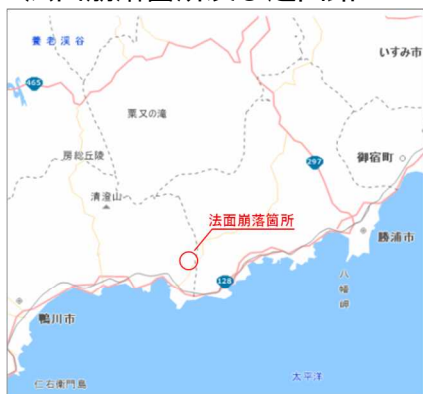 養老渓谷
いすみ市
465
粟又の滝
房総丘陵
297
御宿町
清澄山
法面崩落箇所
勝浦市
128
八幡岬
鴨川市
太平洋
仁右衛門島